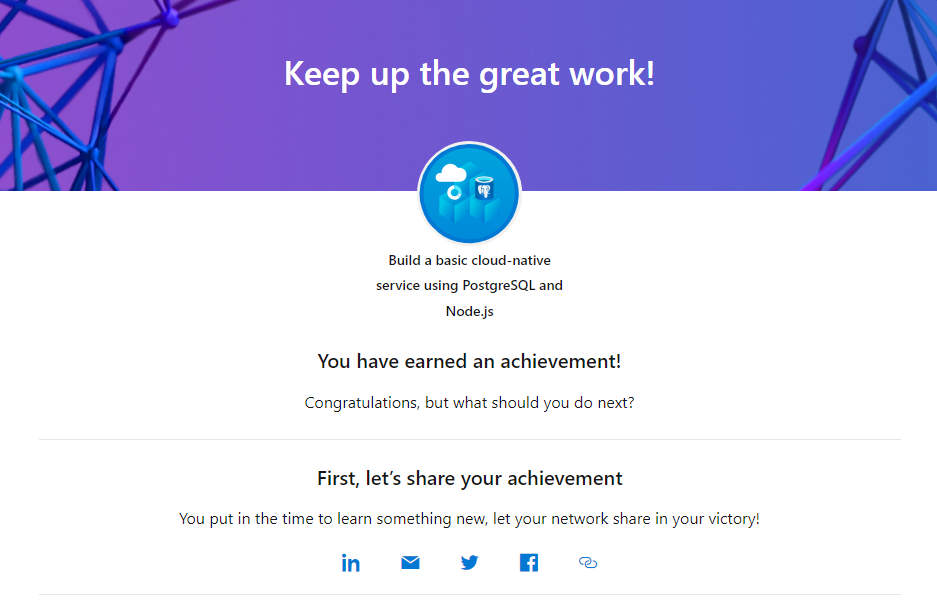 Keep up the great work!
Build a basic cloud-native
service using PostgreSQL and
Node.js
You have earned an achievement!
Congratulations, but what should you do next?
First, let’s share your achievement
You put in the time to learn something new, let your network share in your victory!
in